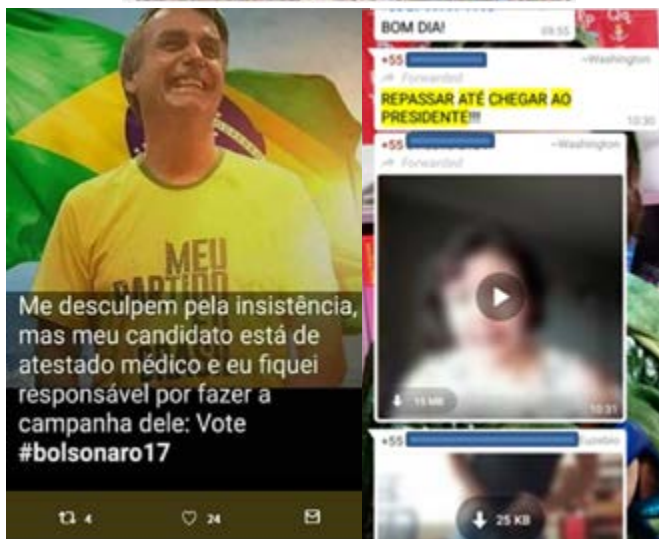 MEU
PARTIDO
Me desculpem pela insistência,
mas meu candidato está de
atestado médico e eu fiquei
responsável por fazer a
campanha dele: Vote
#bolsonaro17
4
24
BOM DIA!
09:55
+55
~Washington
Forwarded
REPASSAR ATÉ CHEGAR AO
PRESIDENTE!!!
10:30
+55
~Washington
Forwarded
15 MB
10:31
+55
25 KB